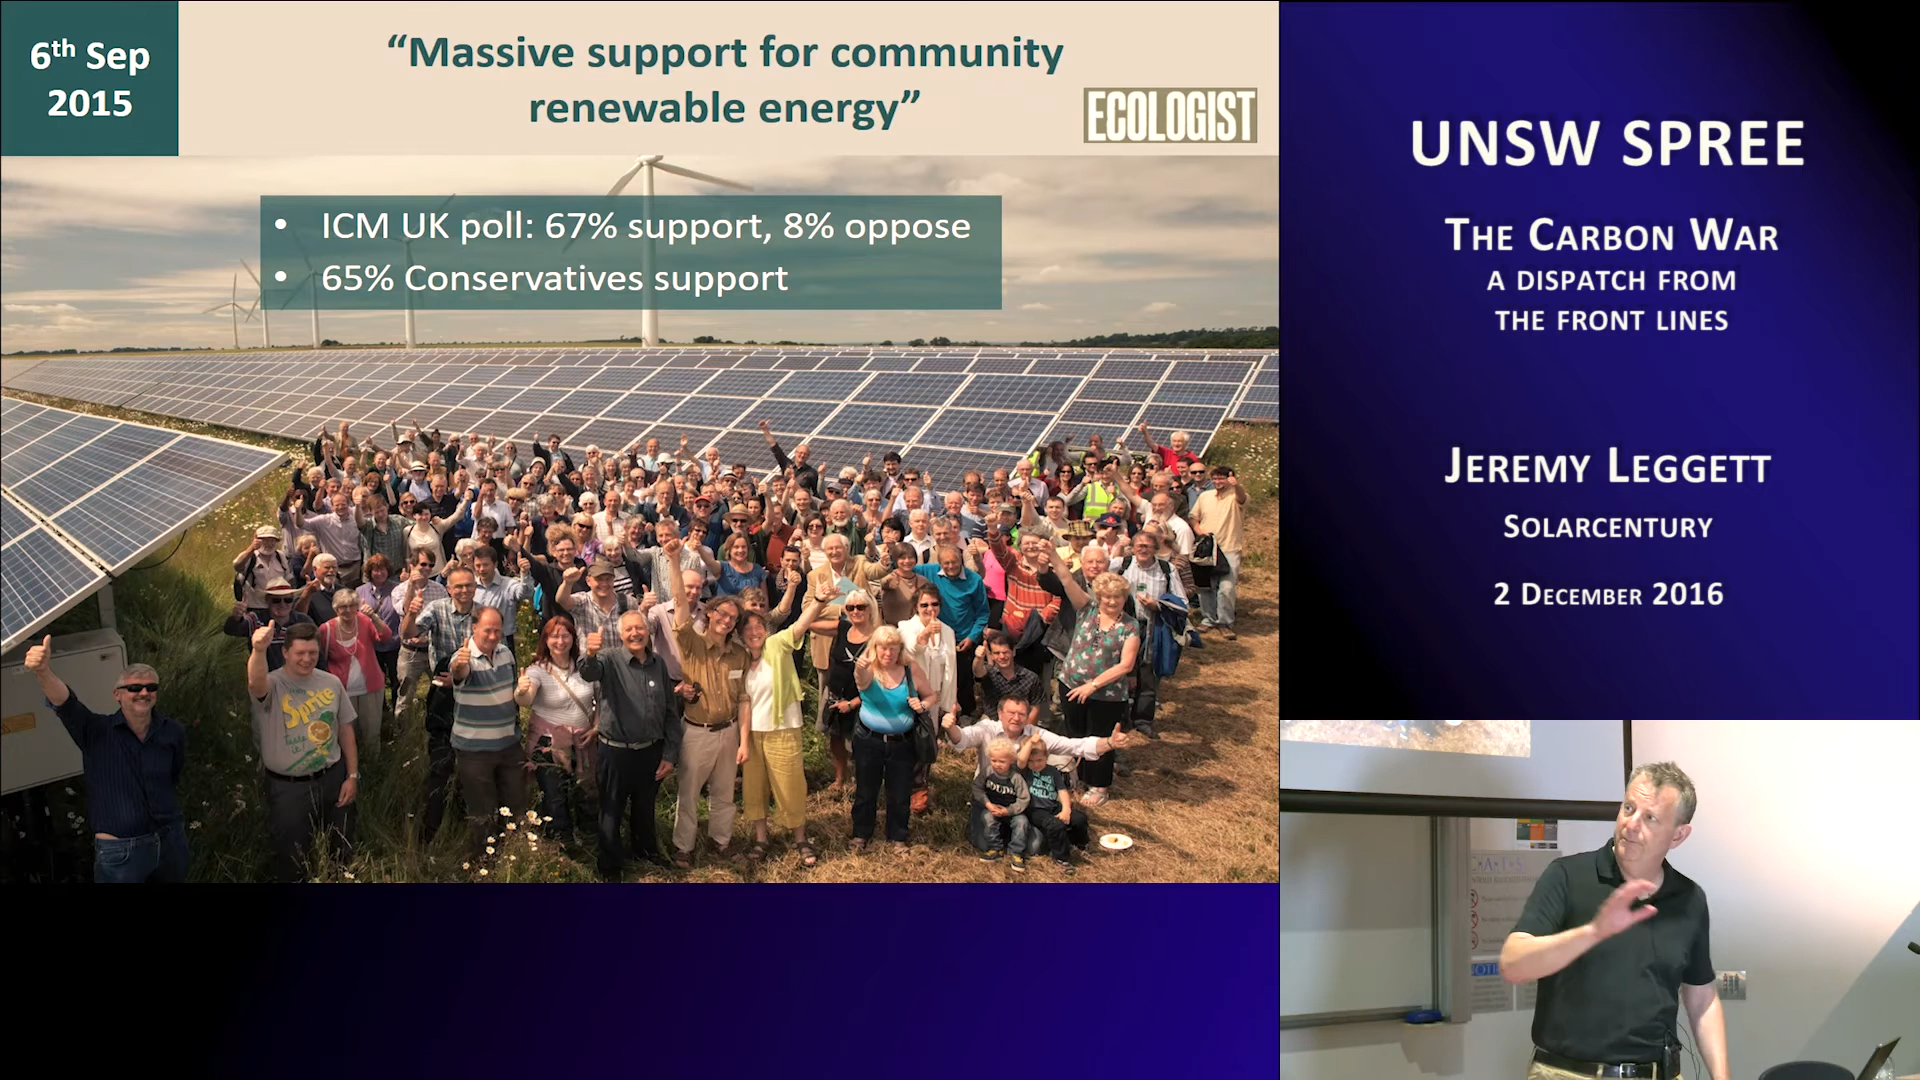 6th Sep
2015
“Massive support for community
renewable energy”
ECOLOGIST
• ICM UK poll: 67% support, 8% oppose
• 65% Conservatives support
Sprite
UNSW SPREE
THE CARBON WAR
A DISPATCH FROM
THE FRONT LINES
JEREMY LEGGETT
SOLARCENTURY
2 DECEMBER 2016